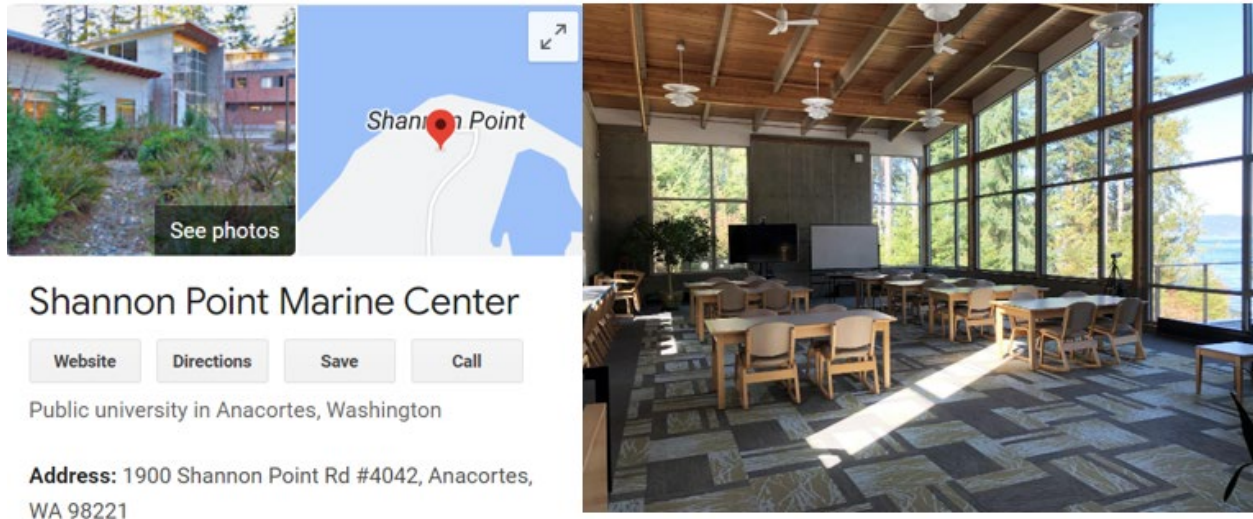 See photos
Shannon Point
Shannon Point Marine Center
Website
Directions
Save
Call
Public university in Anacortes, Washington
Address: 1900 Shannon Point Rd #4042, Anacortes,
WA 98221